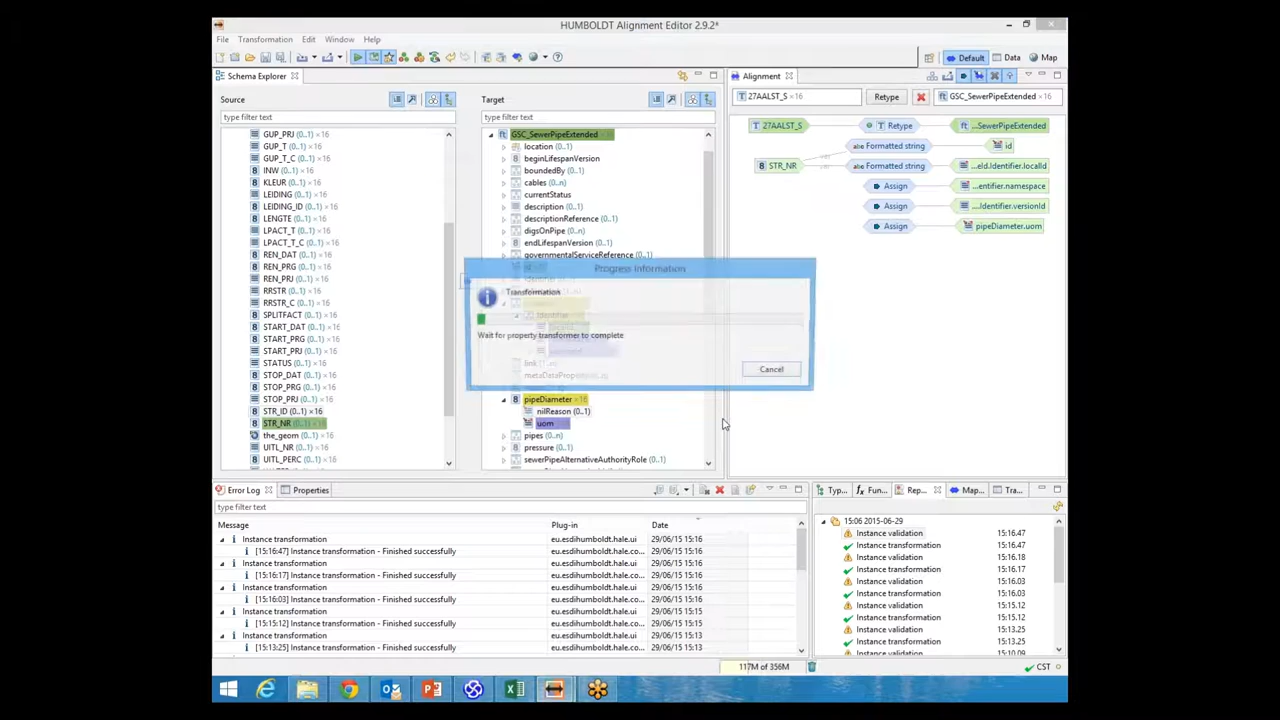 HUMBOLDT Alignment Editor 2.9.2*
File Transformation Edit Window Help
Default Data Map
Schema Explorer
Source
type filter text
GUP_PRJ (0..1) ×16
GUP_T (0..1) ×16
GUP_T_C (0..1) ×16
INW (0..1) ×16
KLEUR (0..1) ×16
LEIDING (0..1) ×16
LEIDING_ID (0..1) ×16
LENGTE (0..1) ×16
LPACT_T (0..1) ×16
LPACT_T_C (0..1) ×16
REN_DAT (0..1) ×16
REN_PRG (0..1) ×16
REN_PRJ (0..1) ×16
RRSTR (0..1) ×16
RRSTR_C (0..1) ×16
SPLITFACT (0..1) ×16
START_DAT (0..1) ×16
START_PRG (0..1) ×16
START_PRJ (0..1) ×16
STATUS (0..1) ×16
STOP_DAT (0..1) ×16
STOP_PRG (0..1) ×16
STOP_PRJ (0..1) ×16
STR_ID (0..1) ×16
STR_NR (0..1) ×16
the_geom (0..1) ×16
UITL_NR (0..1) ×16
UITL_PERC (0..1) ×16
Target
type filter text
GSC_SewerPipeExtended ×16
location (0..1)
beginLifespanVersion
boundedBy (0..1)
cables (0..n)
currentStatus
description (0..1)
descriptionReference (0..1)
digsOnPipe (0..n)
endLifespanVersion (0..1)
governmentalServiceReference (0..1)
link
metaDataProperty
pipeDiameter ×16
nilReason (0..1)
uom
pipes (0..n)
pressure (0..1)
sewerPipeAlternativeAuthorityRole (0..1)
Progress Information
Transformation
Wait for property transformer to complete
Cancel
Alignment
27AALST_S ×16
Retype
GSC_SewerPipeExtended ×16
27AALST_S Retype ...SewerPipeExtended
Formatted string id
STR_NR Formatted string ...eld.Identifier.localId
Assign ...entifier.namespace
Assign ...Identifier.versionId
Assign pipeDiameter.uom
Error Log Properties
type filter text
Message Plug-in Date
Instance transformation eu.esdihumboldt.hale.ui 29/06/15 15:16
[15:16:47] Instance transformation - Finished successfully eu.esdihumboldt.hale.co... 29/06/15 15:16
Instance transformation eu.esdihumboldt.hale.ui 29/06/15 15:16
[15:16:17] Instance transformation - Finished successfully eu.esdihumboldt.hale.co... 29/06/15 15:16
Instance transformation eu.esdihumboldt.hale.ui 29/06/15 15:16
[15:16:03] Instance transformation - Finished successfully eu.esdihumboldt.hale.co... 29/06/15 15:16
Instance transformation eu.esdihumboldt.hale.ui 29/06/15 15:15
[15:15:12] Instance transformation - Finished successfully eu.esdihumboldt.hale.co... 29/06/15 15:15
Instance transformation eu.esdihumboldt.hale.ui 29/06/15 15:13
[15:13:25] Instance transformation - Finished successfully eu.esdihumboldt.hale.co... 29/06/15 15:13
Typ... Fun... Rep... Map... Tra...
15:06 2015-06-29
Instance validation 15:16.47
Instance transformation 15:16.47
Instance validation 15:16.18
Instance transformation 15:16.17
Instance validation 15:16.03
Instance transformation 15:16.03
Instance validation 15:15.12
Instance transformation 15:15.12
Instance validation 15:13.25
Instance transformation 15:13.25
Instance validation 15:10.09
117M of 356M
CST